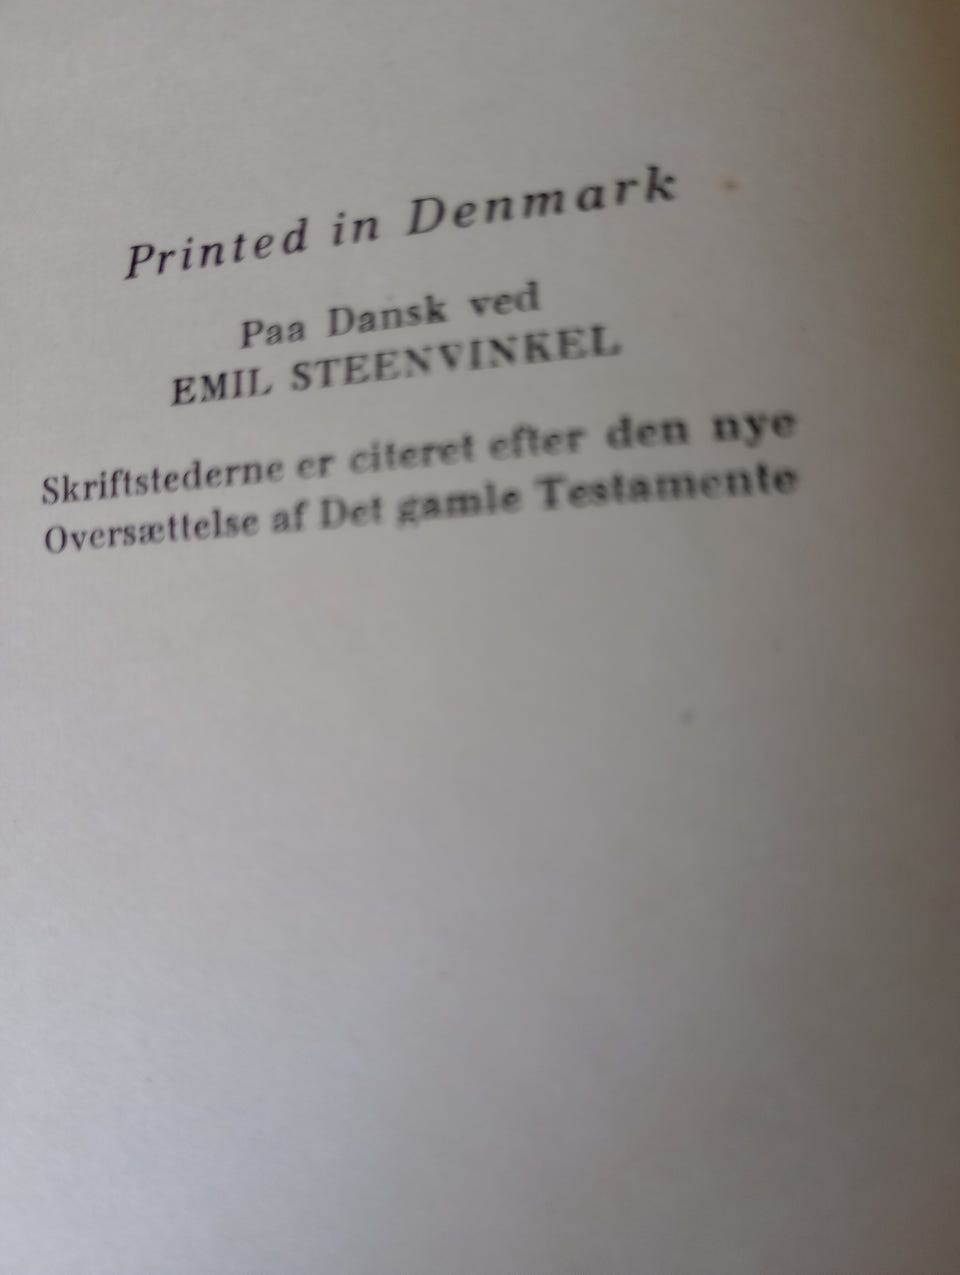 Printed in Denmark
Paa Dansk ved
EMIL STEENVINKEL
Skriftstederne er citeret efter den nye
Oversættelse af Det gamle Testamente